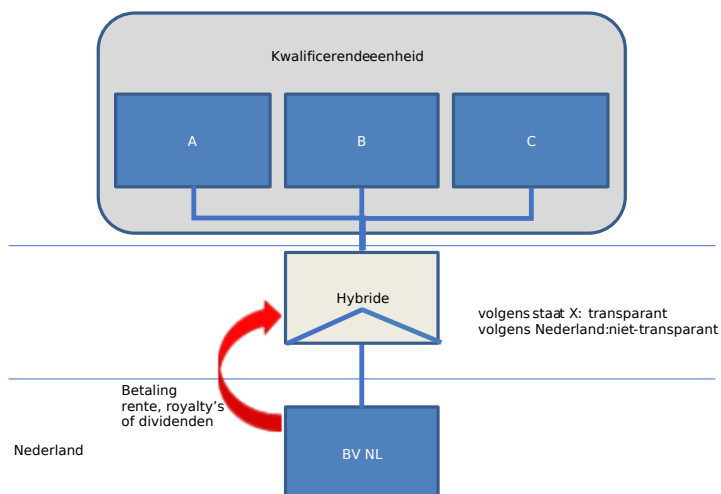 Kwalificerendeeenheid
A
B
C
Hybride
volgens staat X: transparant
volgens Nederland:niet-transparant
Betaling
rente, royalty's
of dividenden
Nederland
BV NL